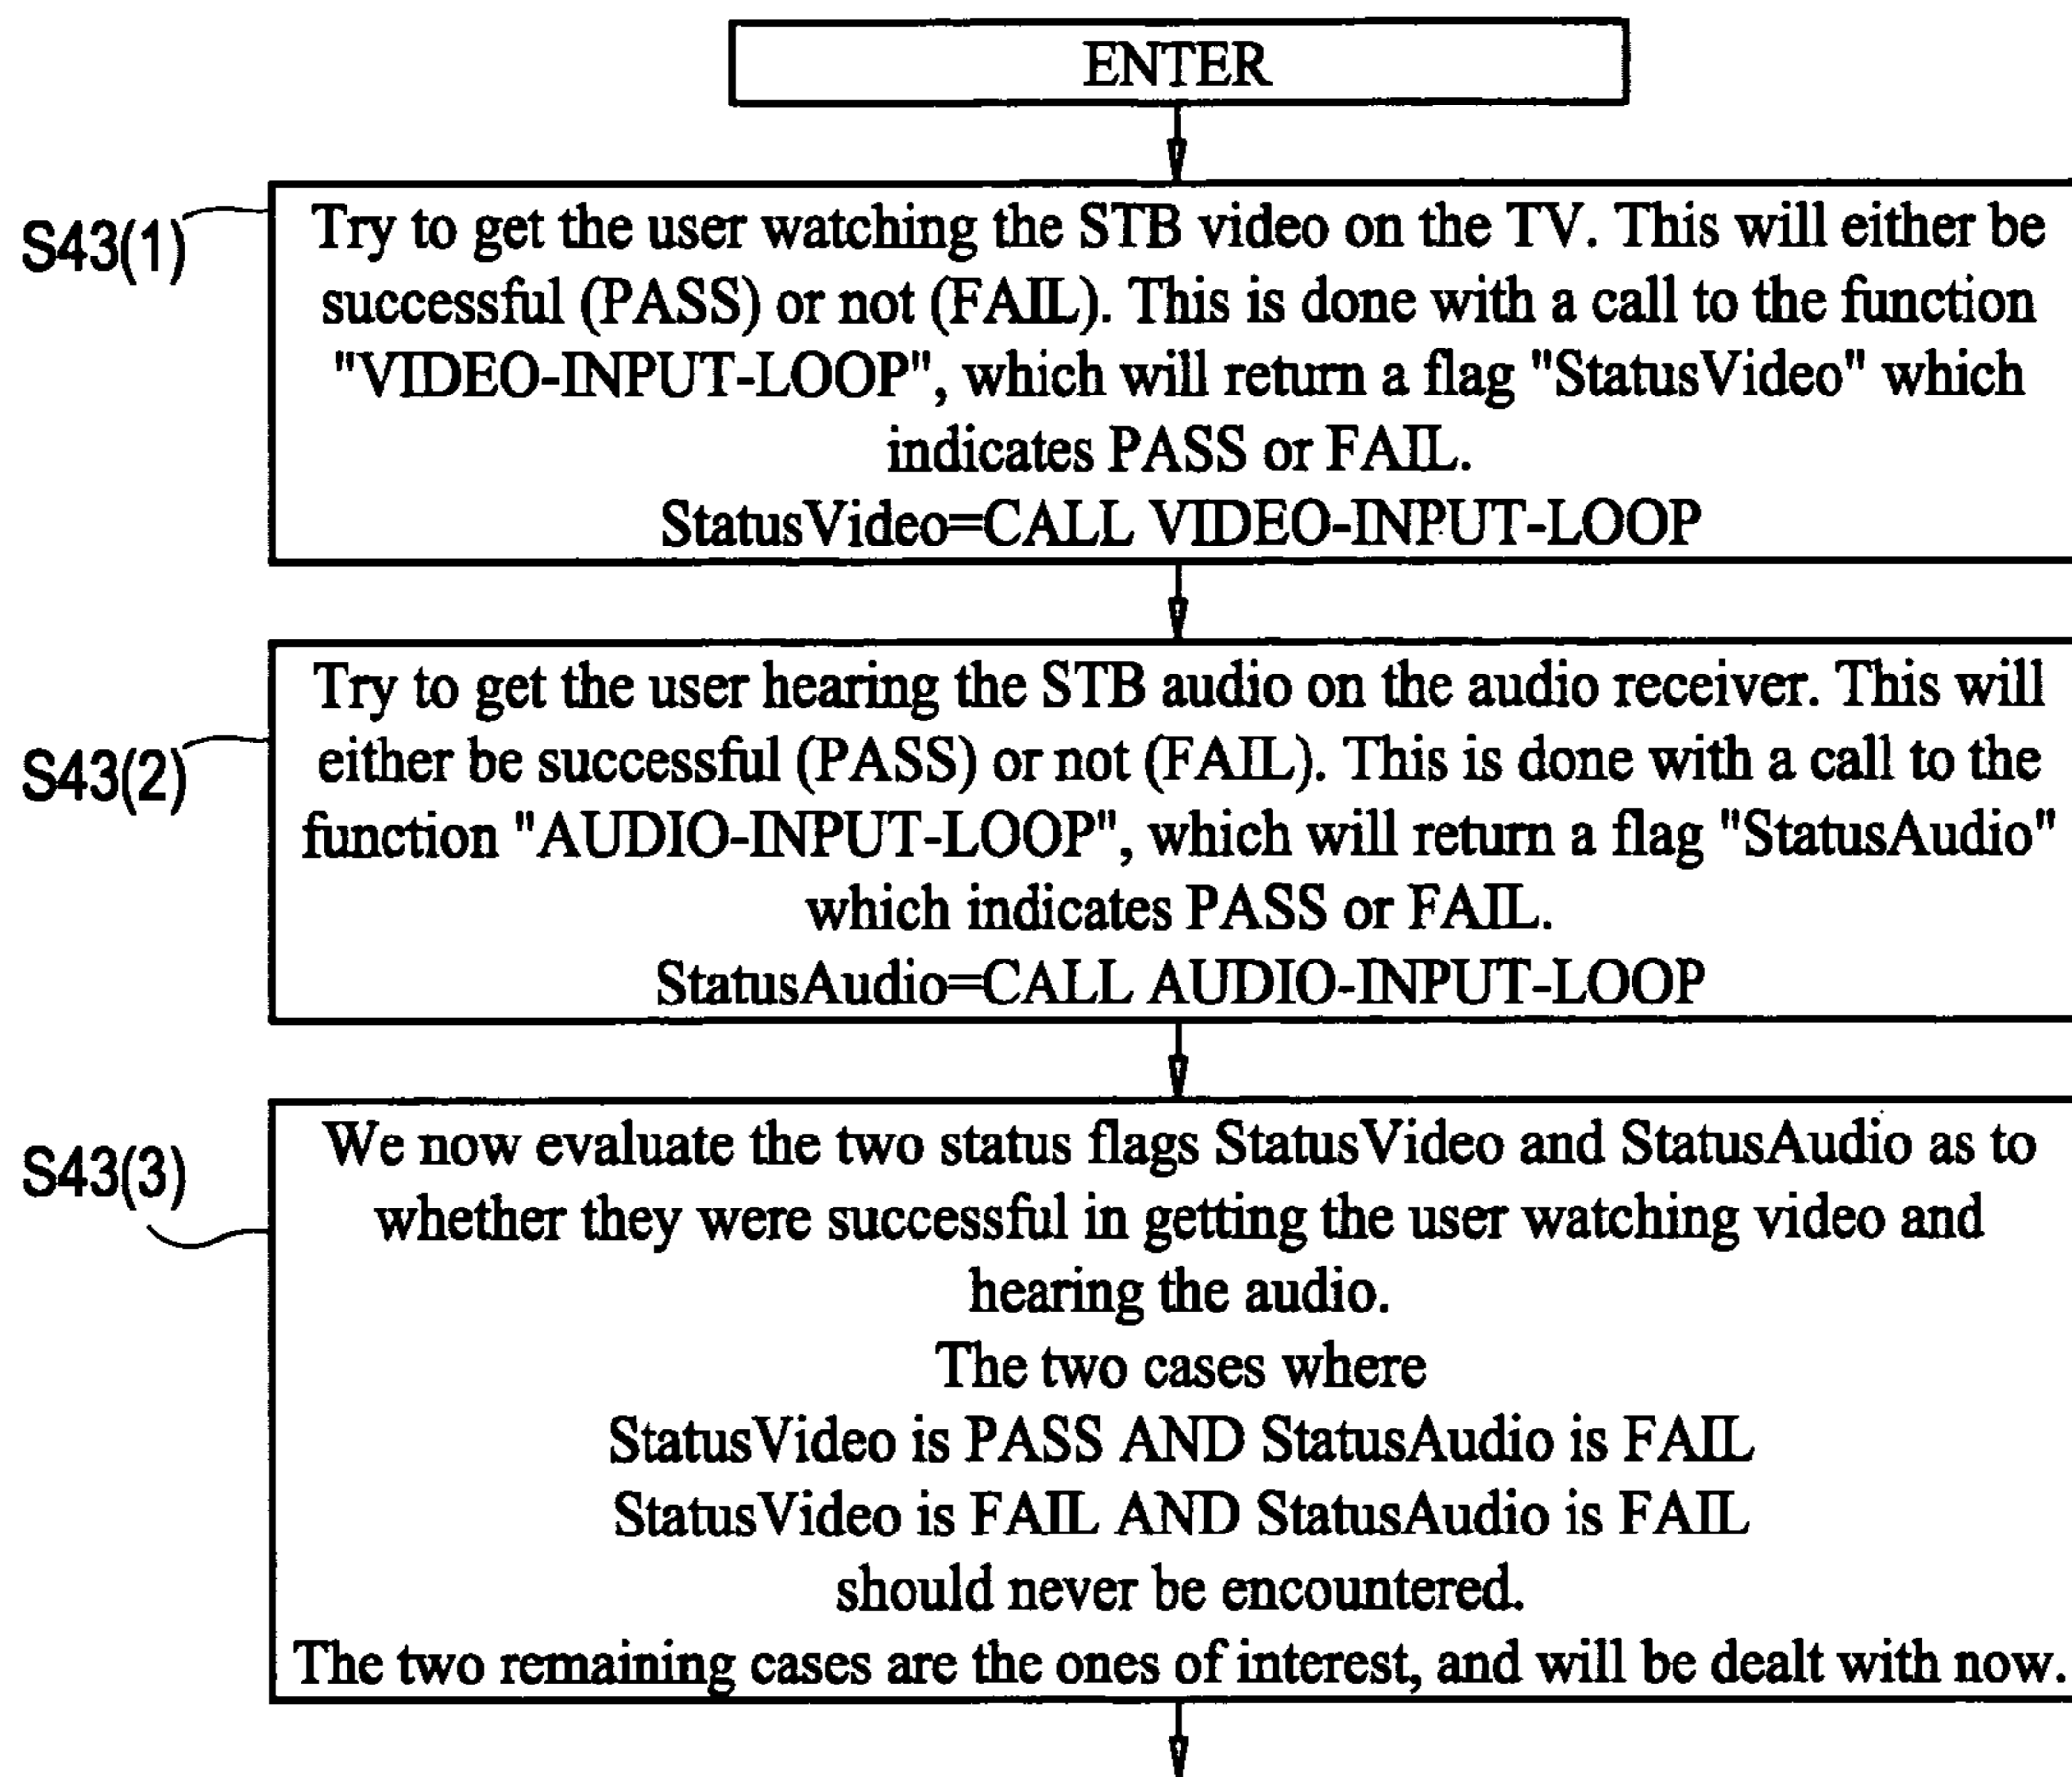 ENTER
S43(1)
Try to get the user watching the STB video on the TV. This will either be
successful (PASS) or not (FAIL). This is done with a call to the function
"VIDEO-INPUT-LOOP", which will return a flag "StatusVideo" which
indicates PASS or FAIL.
StatusVideo=CALL VIDEO-INPUT-LOOP
S43(2)
Try to get the user hearing the STB audio on the audio receiver. This will
either be successful (PASS) or not (FAIL). This is done with a call to the
function "AUDIO-INPUT-LOOP", which will return a flag "StatusAudio"
which indicates PASS or FAIL.
StatusAudio=CALL AUDIO-INPUT-LOOP
S43(3)
We now evaluate the two status flags StatusVideo and StatusAudio as to
whether they were successful in getting the user watching video and
hearing the audio.
The two cases where
StatusVideo is PASS AND StatusAudio is FAIL
StatusVideo is FAIL AND StatusAudio is FAIL
should never be encountered.
The two remaining cases are the ones of interest, and will be dealt with now.